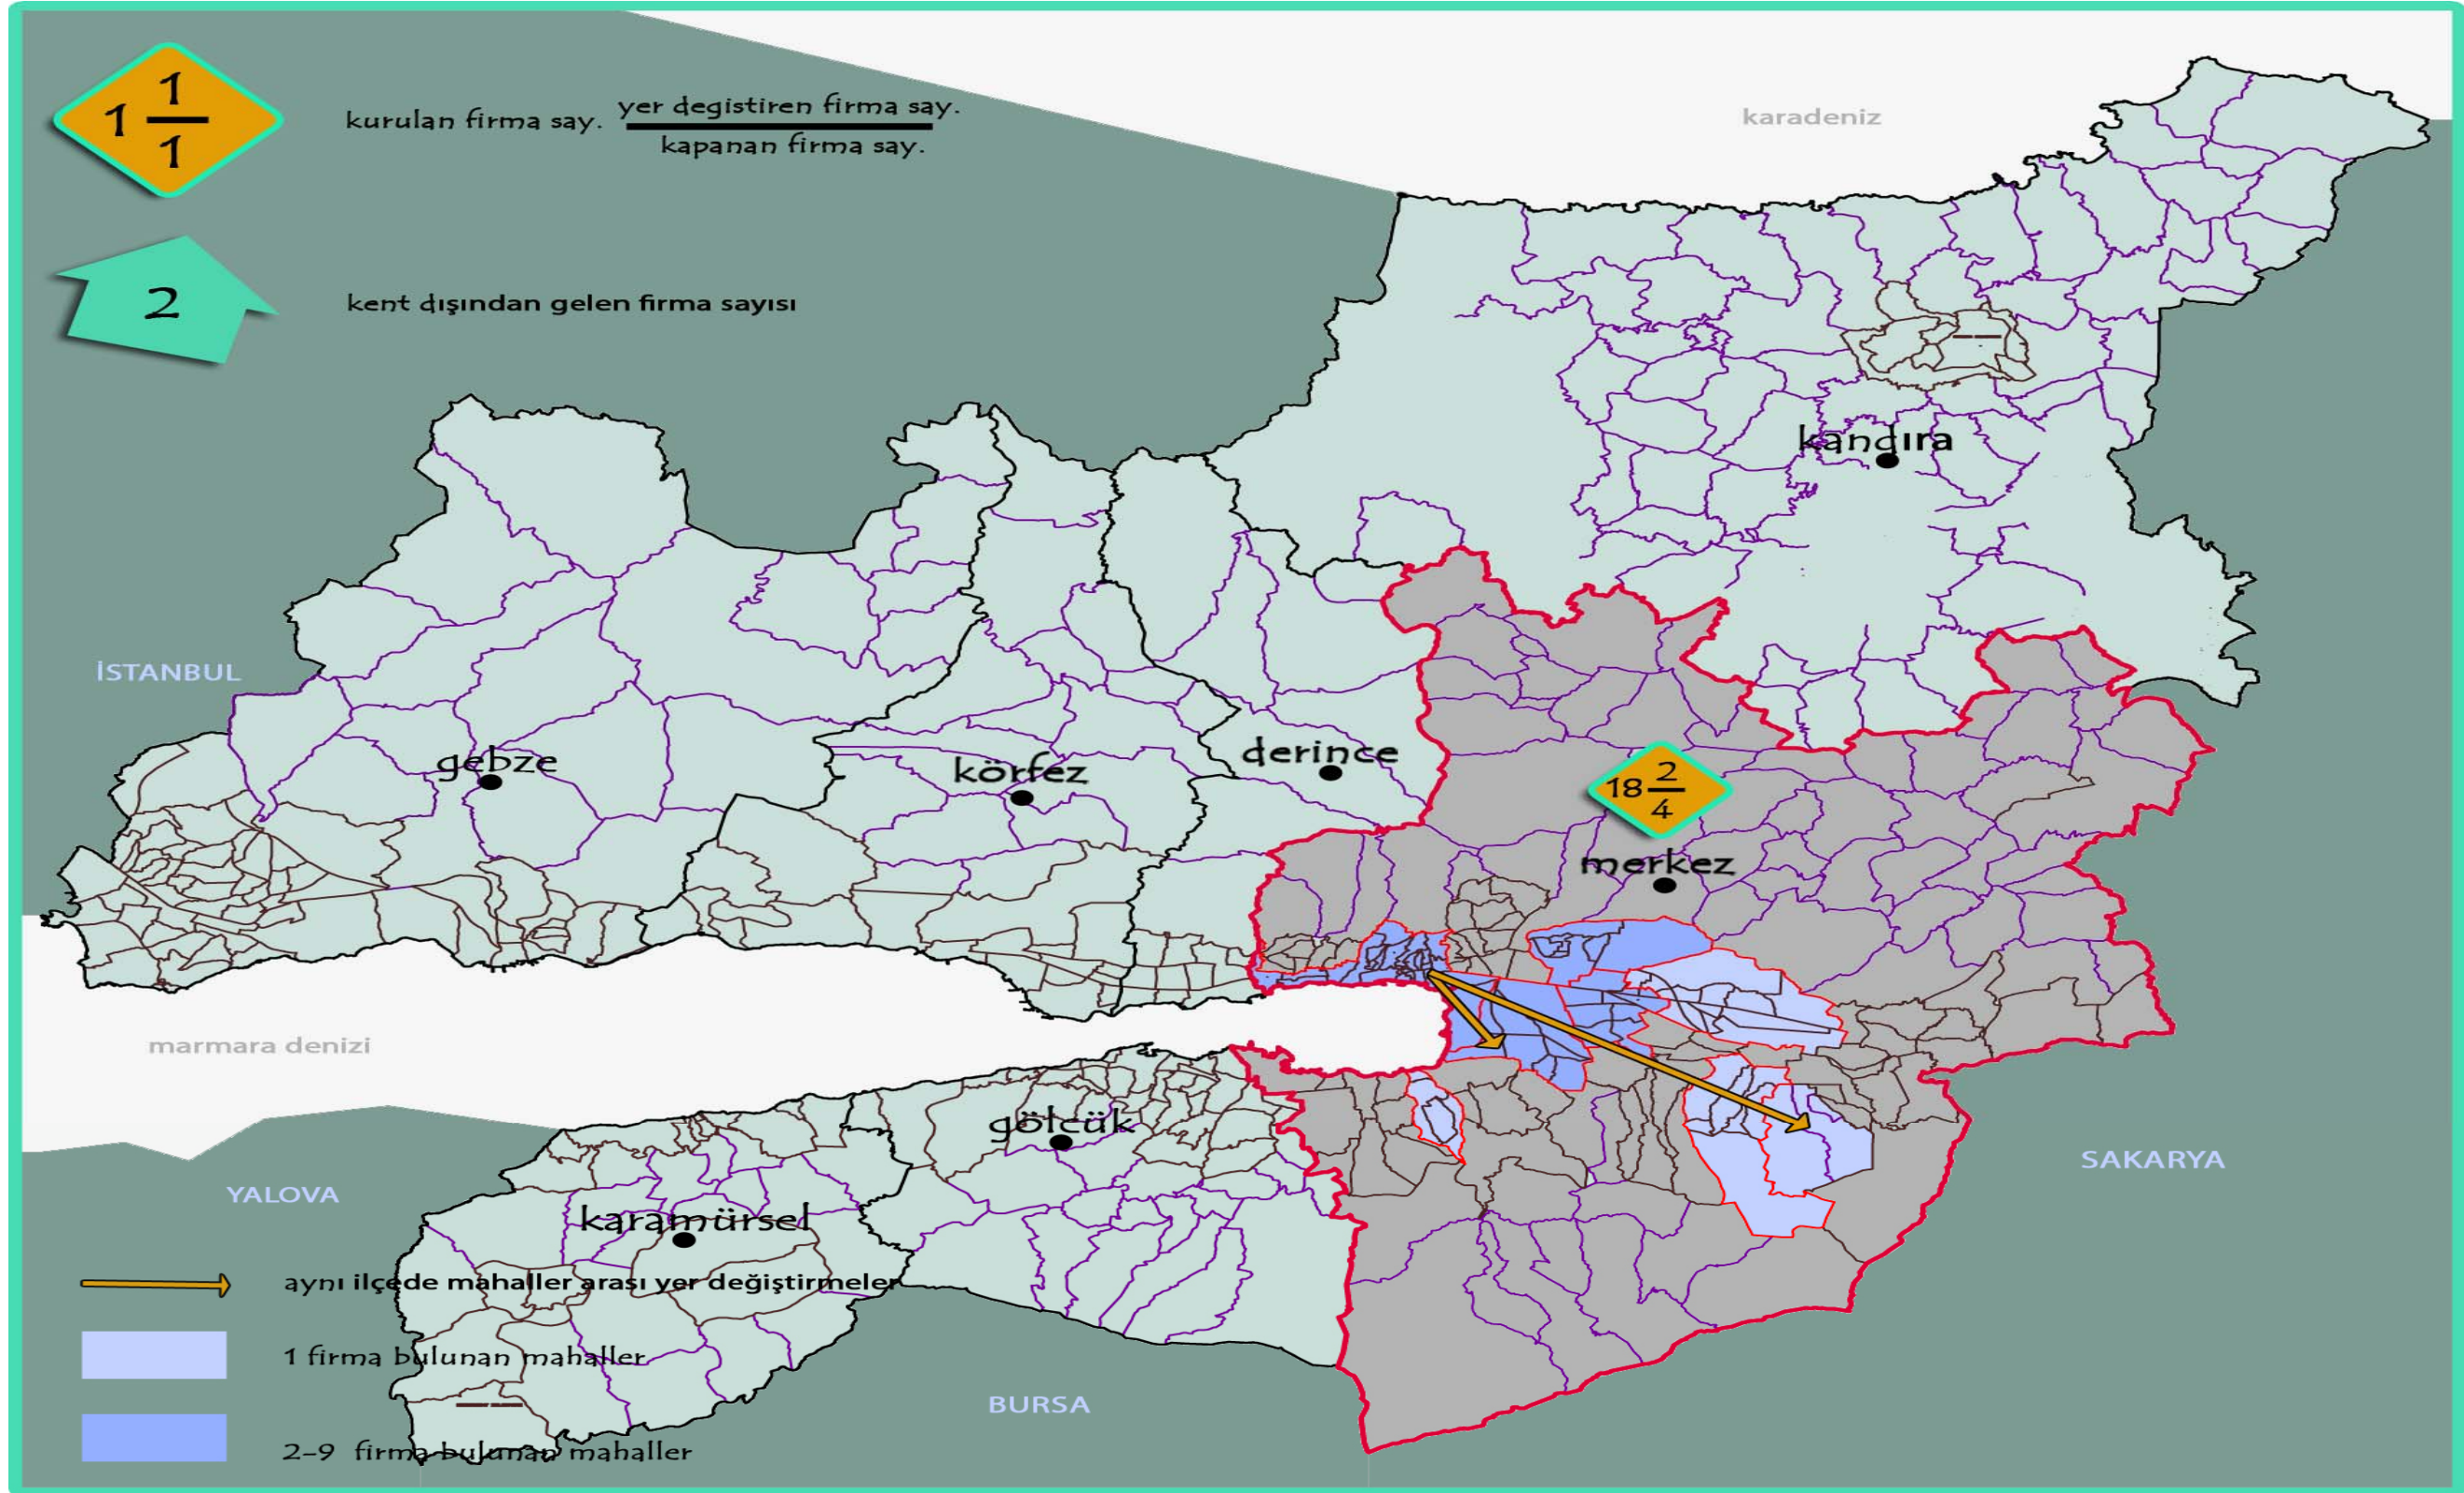 1 1
1
kurulan firma say. yer degistiren firma say.
kapanan firma say.
karadeniz
2
kent dışından gelen firma sayısı
kandıra
İSTANBUL
gebze
körfez
derince
18 2
4
merkez
marmara denizi
gölcük
SAKARYA
YALOVA
karamürsel
aynı ilçede mahaller arası yer değiştirmeler
1 firma bulunan mahaller
BURSA
2-9 firma bulunan mahaller